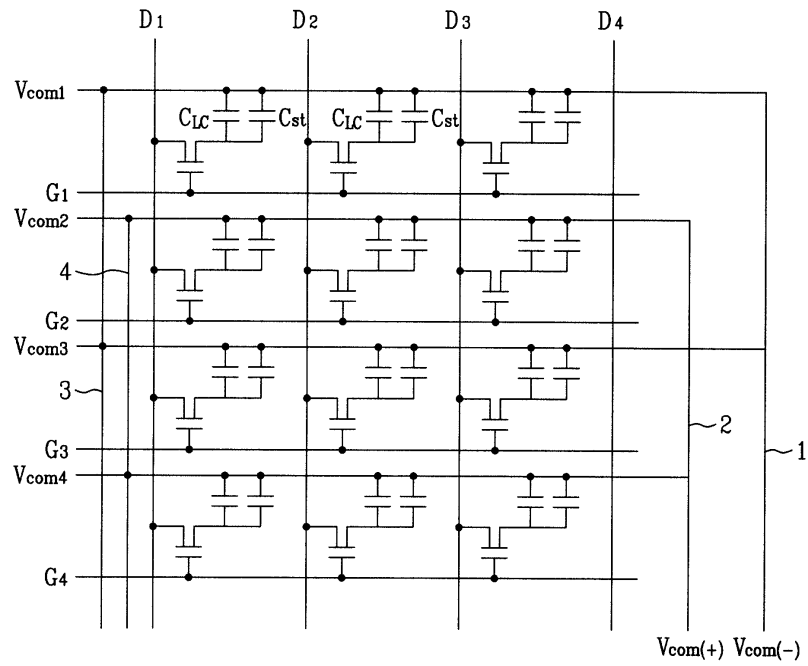 D1 D2 D3 D4
Vcom1
CLC Cst CLC Cst
G1
Vcom2
4
G2
Vcom3
3
2
1
G3
Vcom4
G4
Vcom(+) Vcom(-)